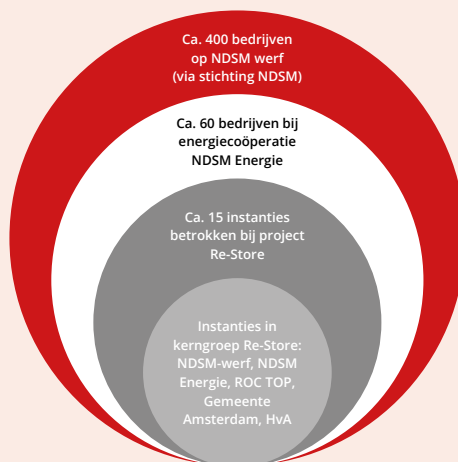 Ca. 400 bedrijven
op NDSM werf
(via stichting NDSM)
Ca. 60 bedrijven bij
energiecoöperatie
NDSM Energie
Ca. 15 instanties
betrokken bij project
Re-Store
Instanties in
kerngroep Re-Store:
NDSM-werf, NDSM
Energie, ROC TOP,
Gemeente
Amsterdam, HvA